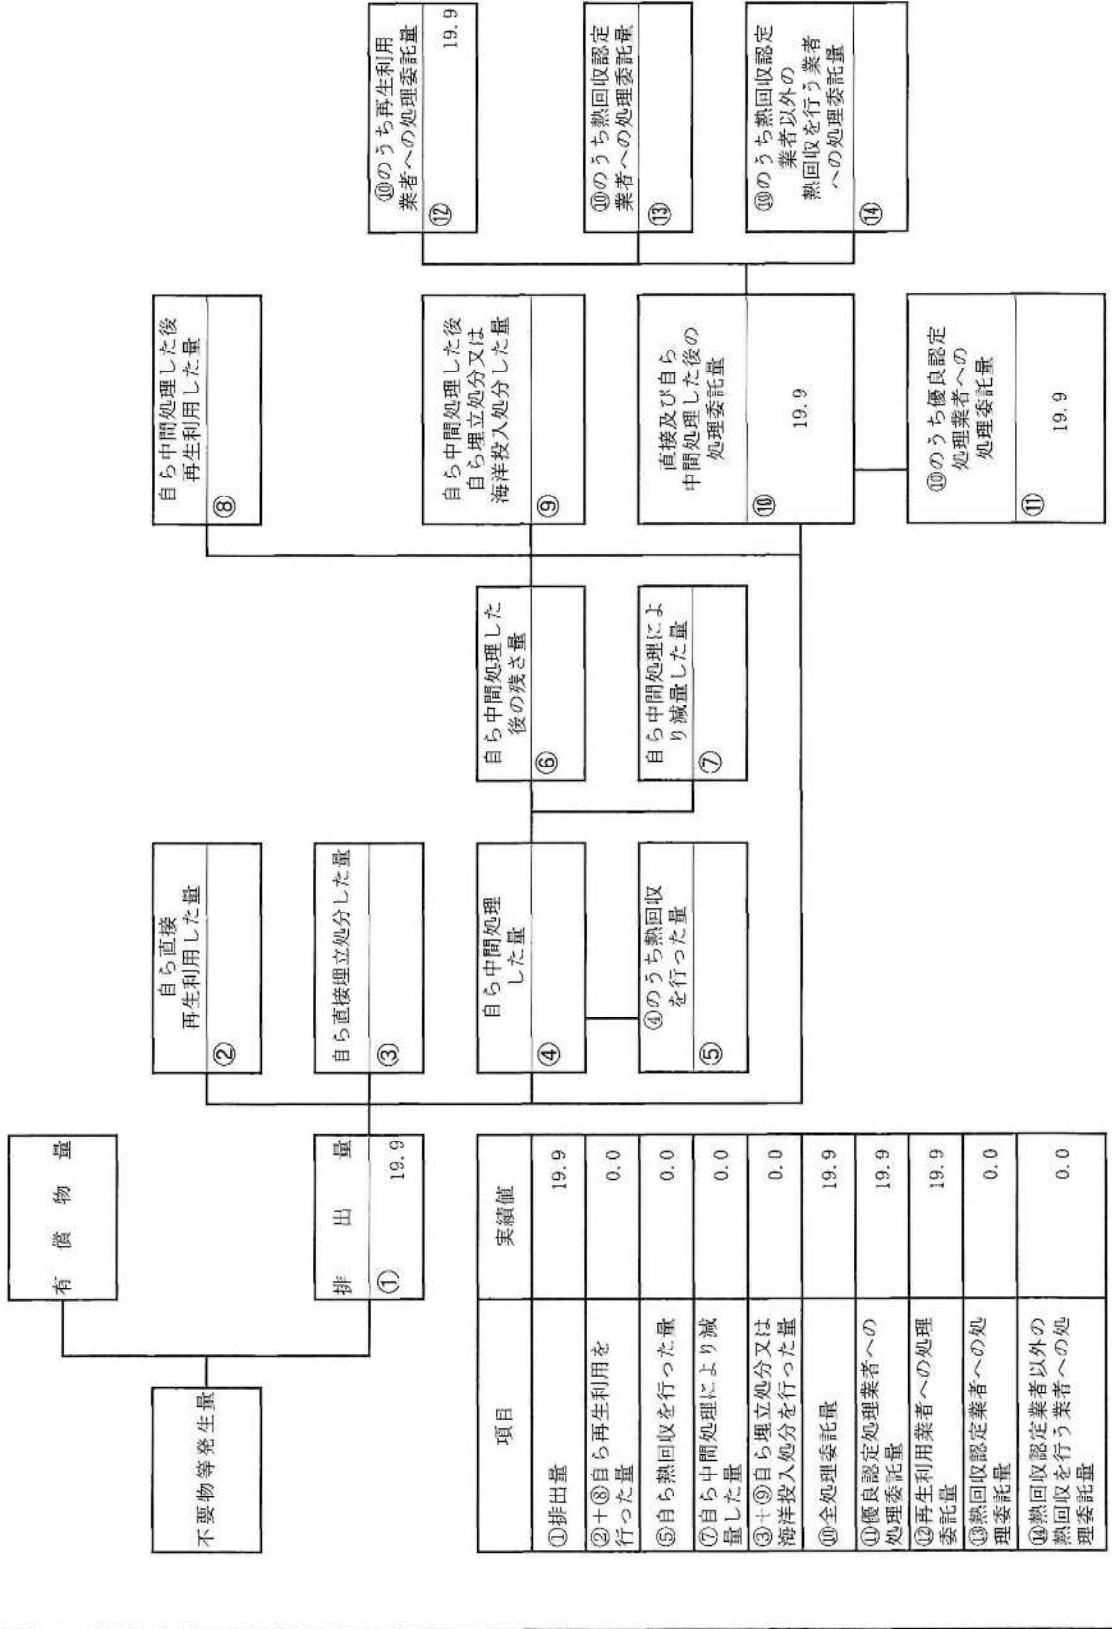 不要物等発生量
有償物量
排出量
① 19.9
自ら直接
再生利用した量
②
自ら直接埋立処分した量
③
自ら中間処理
した量
④
④のうち熱回収
を行った量
⑤
自ら中間処理した
後の残さ量
⑥
自ら中間処理によ
り減量した量
⑦
自ら中間処理した後
再生利用した量
⑧
自ら中間処理した後
自ら埋立処分又は
海洋投入処分した量
⑨
直接及び自ら
中間処理した後の
処理委託量
⑩ 19.9
⑩のうち優良認定
処理業者への
処理委託量
⑪ 19.9
⑩のうち再生利用
業者への処理委託量
⑫ 19.9
⑩のうち熱回収認定
業者への処理委託量
⑬
⑩のうち熱回収認定
業者以外の
熱回収を行う業者
への処理委託量
⑭
項目 実績値
①排出量 19.9
②＋⑧自ら再生利用を
行った量 0.0
⑤自ら熱回収を行った量 0.0
⑦自ら中間処理により減
量した量 0.0
③＋⑨自ら埋立処分又は
海洋投入処分を行った量 0.0
⑩全処理委託量 19.9
⑪優良認定処理業者への
処理委託量 19.9
⑫再生利用業者への処理
委託量 19.9
⑬熱回収認定業者への処
理委託量 0.0
⑭熱回収認定業者以外の
熱回収を行う業者への処
理委託量 0.0